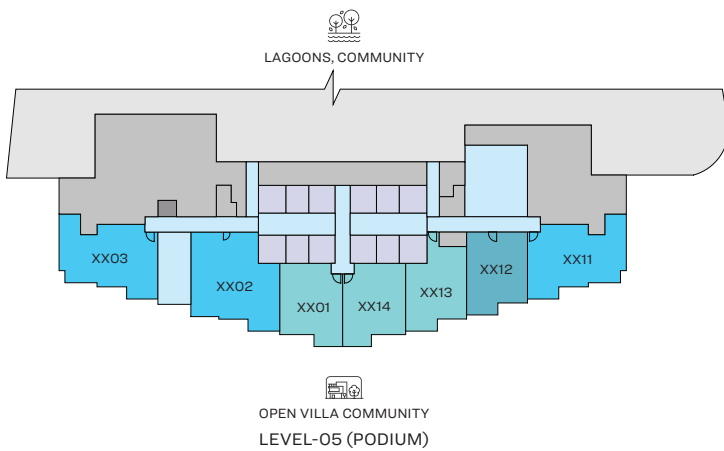 LAGOONS, COMMUNITY
XX03
XX02
XX01
XX14
XX13
XX12
XX11
OPEN VILLA COMMUNITY
LEVEL-05 (PODIUM)